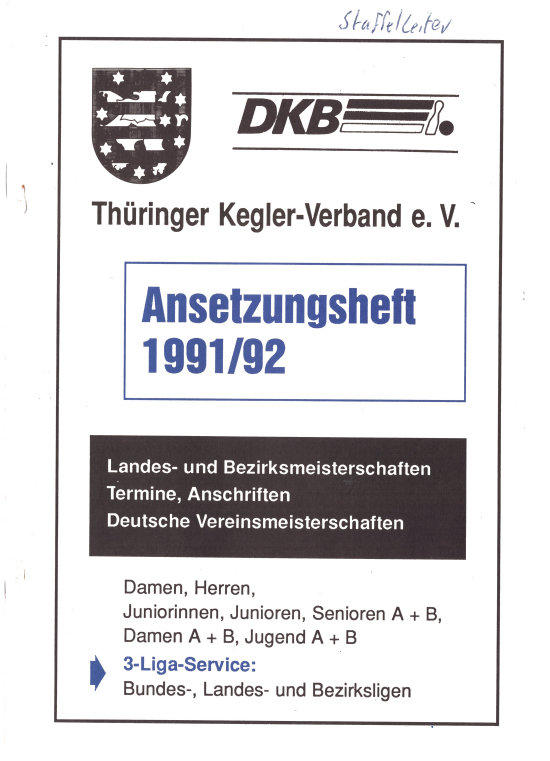 Staffelleiter
DKB
Thüringer Kegler-Verband e. V.
Ansetzungsheft
1991/92
Landes- und Bezirksmeisterschaften
Termine, Anschriften
Deutsche Vereinsmeisterschaften
Damen, Herren,
Juniorinnen, Junioren, Senioren A + B,
Damen A + B, Jugend A + B
3-Liga-Service:
Bundes-, Landes- und Bezirksligen